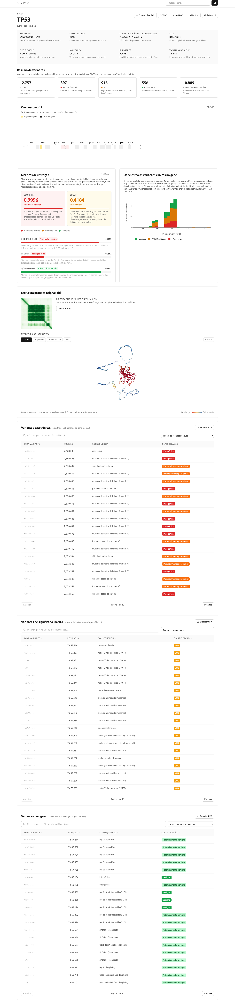 ← GenVar
Buscar gene...
GENE
TP53
tumor protein p53
Compartilhar link
NCBI
gnomAD
UniProt
AlphaFold
ID ENSEMBL
ENSG00000141510
Identificador único do gene no banco Ensembl.
CROMOSSOMO
chr17
Cromossomo em que o gene se encontra.
LOCUS (POSIÇÃO NO CROMOSSOMO)
7.661.779 - 7.687.546
Início e fim do gene no cromossomo.
FITA
Reversa (-)
Fita da dupla-hélice em que o gene é lido.
TIPO DE GENE
protein_coding
protein_coding = codifica uma proteína.
MONTAGEM
GRCh38
Versão do genoma humano de referência.
ID UNIPROT
P04637
Identificador da proteína no banco UniProt.
TAMANHO DO GENE
25.8 kb
Extensão do gene (kb = mil pares de base, pb).
Resumo de variantes
Variantes do gene catalogadas no Ensembl, agrupadas pela classificação clínica do ClinVar. As cores seguem o gráfico de distribuição.
12.757
TOTAL
Todas as variantes já registradas
neste gene.
397
PATOGÊNICAS
Causam ou contribuem para doença.
915
VUS
Significado incerto: evidência ainda
insuficiente.
556
BENIGNAS
Sem efeito conhecido sobre a saúde.
10.889
SEM CLASSIFICAÇÃO
Ainda sem avaliação clínica no
ClinVar.
Cromossomo 17
GRCh38
Posição do gene no cromossomo, com os rótulos das bandas G.
Região do gene
Locus do gene
p13.3 p13.1 p11.2 p11.1 q11.2 q21.1 q21.31 q21.33 q23.1 q23.3 q24.3 q25.2
17
Métricas de restrição
gnomAD r4
Mostra se o gene tolera perder função. Variantes de perda de função (LoF) desligam o produto do
gene; genes importantes acumulam bem menos dessas variantes do que o esperado por acaso, e são
ditos restritos. Quanto mais restrito, maior a chance de uma mutação grave ali causar doença.
Métricas calculadas pelo gnomAD (r4).
SCORE PLI
0.9996
Altamente restrito
Perto de 1, o gene não tolera ser desligado;
perto de 0, tolera. Formalmente:
probabilidade de intolerância a LoF (pLI);
acima de 0,9 indica restrição forte.
LOEUF
0.4184
Intermediário
Quanto menor, menos o gene tolera perder
função. Formalmente: limite superior do
intervalo de confiança da razão
observado/esperado para LoF; abaixo de
0,35 indica restrição forte.
Altamente restrito
Intermediário
Tolerante
Z-SCORE DE LOF Altamente restrito 4.2899
Maior = o gene evita mais variantes que o desligam. Formalmente: z-score do déficit de variantes
LoF observadas vs. esperadas; acima de 3,09 indica restrição.
O/E LOF Restrição forte 0.2582
Menor = o gene tolera menos perder função. Formalmente: variantes de LoF observadas divididas
pelas esperadas (o/e); abaixo de 0,5 indica restrição forte.
O/E MISSENSE Próximo do esperado 0.8851
Menor = o gene tolera menos trocas de aminoácido. Formalmente: variantes missense observadas
divididas pelas esperadas (o/e); perto de 1 indica tolerância.
Onde estão as variantes clínicas no gene
O eixo horizontal é a posição no cromossomo 17 (em milhões de bases, Mb), a mesma coordenada do
mapa cromossômico acima. Cada barra cobre 1 kb do gene; a altura mostra quantas variantes com
classificação clínica no ClinVar caem ali, em patogênica (vermelho), de significado incerto (âmbar) e
benigna (verde). Variantes ainda sem curadoria no ClinVar não entram neste gráfico. chr17:7.661.779-
7.687.546
Variantes classificadas
400
200
0
7.67 7.67 7.67 7.68 7.68
Posição em chr17 (Mb)
Benigna
VUS / Conflitante
Patogênica
Estrutura proteica (AlphaFold)
ERRO DE ALINHAMENTO PREVISTO (PAE)
Valores menores indicam maior confiança nas posições relativas dos resíduos.
Baixar PDB
ESTRUTURA 3D INTERATIVA
Cartoon
Superfície
Bola e bastão
Fita
Resetar
Arraste para girar | Use a roda para aplicar zoom | Clique direito + arrastar para mover
Confiança: Baixa → Alta
Variantes patogênicas amostra de 200 ao longo do gene (de 397)
Exportar CSV
Filtrar por rs ID ou classificação...
Todas as consequências
ID DA VARIANTE POSIÇÃO CONSEQUÊNCIA CLASSIFICAÇÃO
rs1555523630 7,668,203 intergênica Patogênica
rs730882017 7,669,666 mudança de matriz de leitura (frameshift) Patogênica
rs2150993637 7,670,607 sítio doador de splicing Potencialmente patogênica
rs1555524370 7,670,632 mudança de matriz de leitura (frameshift) Potencialmente patogênica
rs2150994429 7,670,655 mudança de matriz de leitura (frameshift) Potencialmente patogênica
rs1567541951 7,670,658 ganho de códon de parada Patogênica
rs2150994680 7,670,666 mudança de matriz de leitura (frameshift) Potencialmente patogênica
rs1567542043 7,670,675 mudança de matriz de leitura (frameshift) Patogênica
rs2150994907 7,670,681 mudança de matriz de leitura (frameshift) Potencialmente patogênica
rs1131691022 7,670,685 mudança de matriz de leitura (frameshift) Patogênica
rs1131691005 7,670,691 mudança de matriz de leitura (frameshift) Patogênica
rs2150995140 7,670,695 mudança de matriz de leitura (frameshift) Patogênica
rs121912664 7,670,699 troca de aminoácido (missense) Potencialmente patogênica
rs1567542299 7,670,712 mudança de matriz de leitura (frameshift) Patogênica
rs1131691033 7,673,534 sítio doador de splicing Potencialmente patogênica
rs2151010859 7,673,536 mudança de matriz de leitura (frameshift) Potencialmente patogênica
rs1567545918 7,673,542 mudança de matriz de leitura (frameshift) Patogênica
rs879254077 7,673,547 ganho de códon de parada Potencialmente patogênica
rs2151011218 7,673,551 troca de aminoácido (missense) Potencialmente patogênica
rs876659384 7,673,552 ganho de códon de parada Patogênica
Anterior
Página 1 de 10
Próxima
Variantes de significado incerto amostra de 200 ao longo do gene (de 915)
Exportar CSV
Filtrar por rs ID ou classificação...
Todas as consequências
ID DA VARIANTE POSIÇÃO CONSEQUÊNCIA CLASSIFICAÇÃO
rs2072741535 7,667,914 região regulatória VUS
rs1044102683 7,668,477 região 3' não traduzida (3' UTR) VUS
rs200757381 7,668,837 região 3' não traduzida (3' UTR) VUS
rs886053504 7,668,862 região 3' não traduzida (3' UTR) VUS
rs886053509 7,669,227 região 3' não traduzida (3' UTR) VUS
rs2072818956 7,669,441 região 3' não traduzida (3' UTR) VUS
rs1555524074 7,669,609 perda de códon de parada VUS
rs2072829931 7,669,612 troca de aminoácido (missense) VUS
rs2150988041 7,669,617 troca de aminoácido (missense) VUS
rs587783064 7,669,626 troca de aminoácido (missense) VUS
rs1597345314 7,669,634 troca de aminoácido (missense) VUS
rs373710656 7,669,642 sinônima (silenciosa) VUS
rs2072835083 7,669,645 mudança de matriz de leitura (frameshift) VUS
rs1131691012 7,669,652 mudança de matriz de leitura (frameshift) VUS
rs1597345549 7,669,661 troca de aminoácido (missense) VUS
rs1555524156 7,669,668 ganho de códon de parada VUS
rs2150988776 7,669,673 mudança de matriz de leitura (frameshift) VUS
rs2150988865 7,669,682 troca de aminoácido (missense) VUS
rs2150988956 7,669,690 troca de aminoácido (missense) VUS
rs1417207555 7,670,003 região 3' não traduzida (3' UTR) VUS
Anterior
Página 1 de 10
Próxima
Variantes benignas amostra de 200 ao longo do gene (de 556)
Exportar CSV
Filtrar por rs ID ou classificação...
Todas as consequências
ID DA VARIANTE POSIÇÃO CONSEQUÊNCIA CLASSIFICAÇÃO
rs1049800949 7,667,874 região regulatória Potencialmente benigna
rs2072740671 7,667,888 região regulatória Potencialmente benigna
rs1460750940 7,667,904 região regulatória Potencialmente benigna
rs2072741412 7,667,909 região regulatória Potencialmente benigna
rs895577952 7,667,929 região regulatória Potencialmente benigna
rs1614984 7,668,134 intergênica Benigna
rs781520227 7,668,195 intergênica Potencialmente benigna
rs114831472 7,668,539 região 3' não traduzida (3' UTR) Benigna
rs200378797 7,668,836 região 3' não traduzida (3' UTR) Benigna
rs4968187 7,669,124 região 3' não traduzida (3' UTR) Benigna
rs534624315 7,669,252 região 3' não traduzida (3' UTR) Potencialmente benigna
rs374294340 7,669,594 região 3' não traduzida (3' UTR) Potencialmente benigna
rs1597345246 7,669,624 sinônima (silenciosa) Potencialmente benigna
rs1131691017 7,669,630 sinônima (silenciosa) Potencialmente benigna
rs2150988281 7,669,633 troca de aminoácido (missense) Potencialmente benigna
rs786202360 7,669,654 sinônima (silenciosa) Potencialmente benigna
rs765538090 7,669,678 sinônima (silenciosa) Potencialmente benigna
rs1597345863 7,669,697 região de splicing Potencialmente benigna
rs2150989086 7,669,700 trato polipirimidínico de splicing Potencialmente benigna
rs2072843557 7,669,707 trato polipirimidínico de splicing Potencialmente benigna
Anterior
Página 1 de 10
Próxima